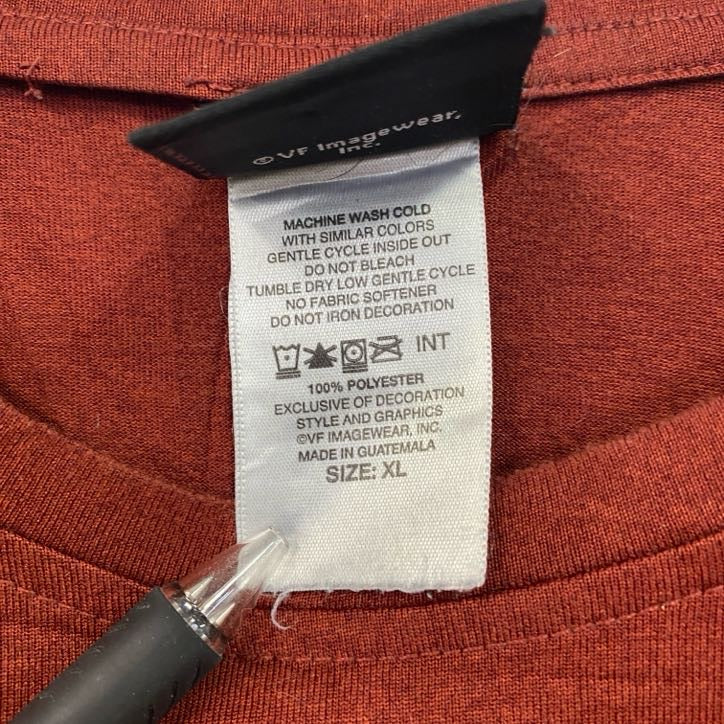 ©VF Imagewear,
Inc.
MACHINE WASH COLD
WITH SIMILAR COLORS
GENTLE CYCLE INSIDE OUT
DO NOT BLEACH
TUMBLE DRY LOW GENTLE CYCLE
NO FABRIC SOFTENER
DO NOT IRON DECORATION
INT
100% POLYESTER
EXCLUSIVE OF DECORATION
STYLE AND GRAPHICS
©VF IMAGEWEAR, INC.
MADE IN GUATEMALA
SIZE: XL